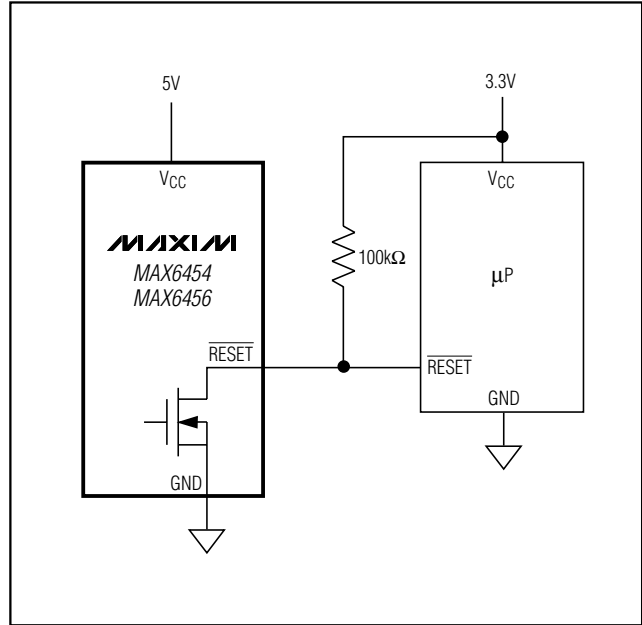 5V
VCC
MAXIM
MAX6454
MAX6456
RESET
GND
100kΩ
3.3V
VCC
µP
RESET
GND